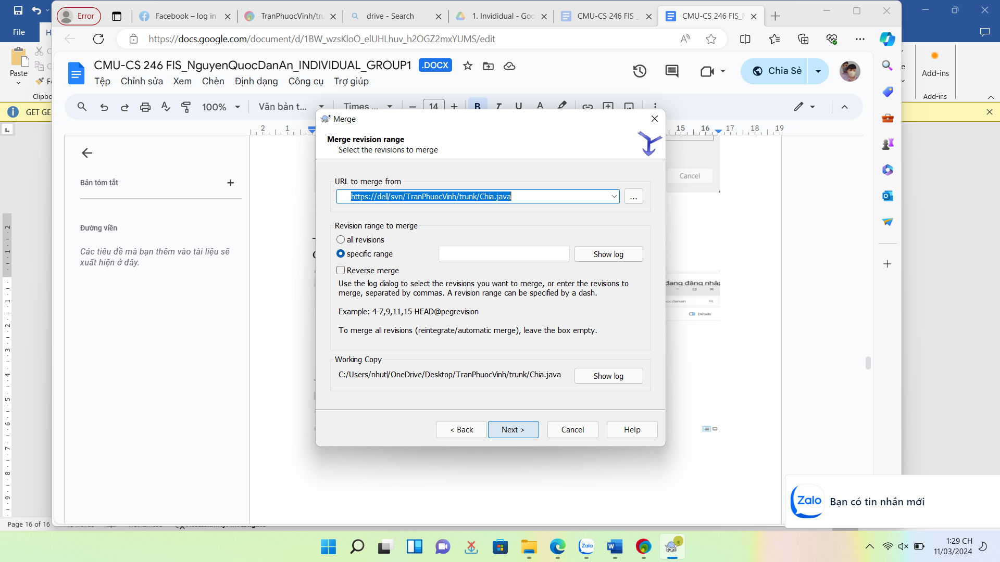 File
Paste
Clipbo
GET GE
Page 16 of 16
Error
Facebook – log in
TranPhuocVinh/tru
drive - Search
1. Invididual - Goo
CMU-CS 246 FIS_
CMU-CS 246 FIS_N
https://docs.google.com/document/d/1BW_wzsKloO_elUHLhuv_h2OGZ2mxYUMS/edit
CMU-CS 246 FIS_NguyenQuocDanAn_INDIVIDUAL_GROUP1 .DOCX
Tệp Chỉnh sửa Xem Chèn Định dạng Công cụ Trợ giúp
Chia Sẻ
100% Văn bản t... Times ... 14 B I U A
2 1 15 16 17 18 19
Add-ins
Add-ins
Bản tóm tắt
Đường viền
Các tiêu đề mà bạn thêm vào tài liệu sẽ
xuất hiện ở đây.
Merge
Merge revision range
Select the revisions to merge
URL to merge from
https://dell/svn/TranPhuocVinh/trunk/Chia.java
...
Revision range to merge
all revisions
specific range
Show log
Reverse merge
Use the log dialog to select the revisions you want to merge, or enter the revisions to
merge, separated by commas. A revision range can be specified by a dash.
Example: 4-7,9,11,15-HEAD@pegrevision
To merge all revisions (reintegrate/automatic merge), leave the box empty.
Working Copy
C:/Users/nhutl/OneDrive/Desktop/TranPhuocVinh/trunk/Chia.java
Show log
< Back
Next >
Cancel
Help
Cancel
đang đăng nhập
ocdanan
Details
Zalo
Bạn có tin nhắn mới
Zalo
1:29 CH
11/03/2024